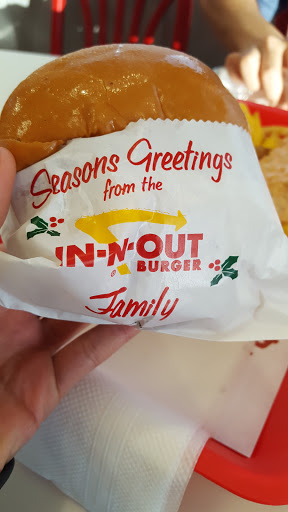 Seasons Greetings
from the
IN-N-OUT
BURGER
Family